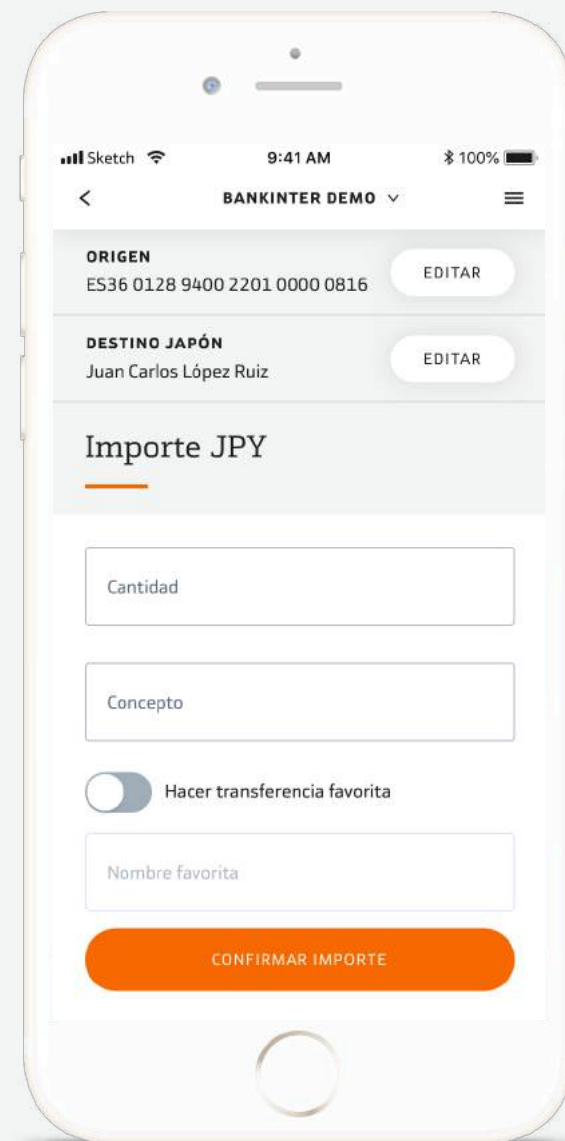 Sketch 9:41 AM 100%
BANKINTER DEMO
ORIGEN
ES36 0128 9400 2201 0000 0816
EDITAR
DESTINO JAPÓN
Juan Carlos López Ruiz
EDITAR
Importe JPY
Cantidad
Concepto
Hacer transferencia favorita
Nombre favorita
CONFIRMAR IMPORTE